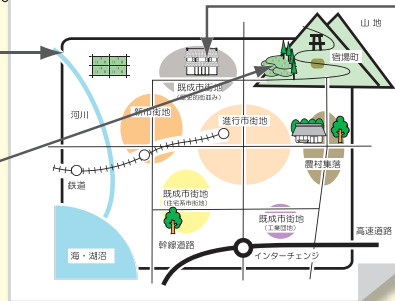 山 地
宿場町
既成市街地
(歴史的街並み)
河川
新市街地
進行市街地
農村集落
鉄道
既成市街地
(住宅系市街地)
既成市街地
(工業団地)
高速道路
幹線道路
海・湖沼
インターチェンジ